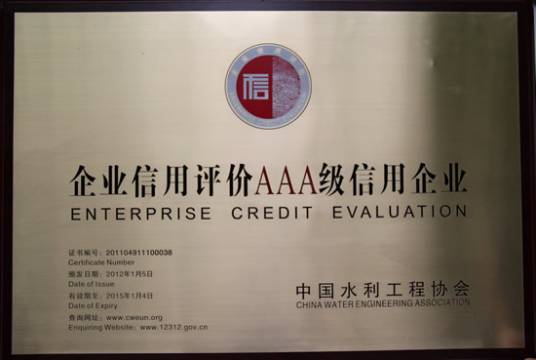 信
企业信用评价AAA级信用企业
ENTERPRISE CREDIT EVALUATION
证书编号：201104911100038
Certificate Number
颁发日期：2012年1月5日
Date of Issue
有效期至：2015年1月4日
Date of Expiry
查询网址：www.cweun.org
Enquiring Website：www.12312.gov.cn
中国水利工程协会
CHINA WATER ENGINEERING ASSOCIATION